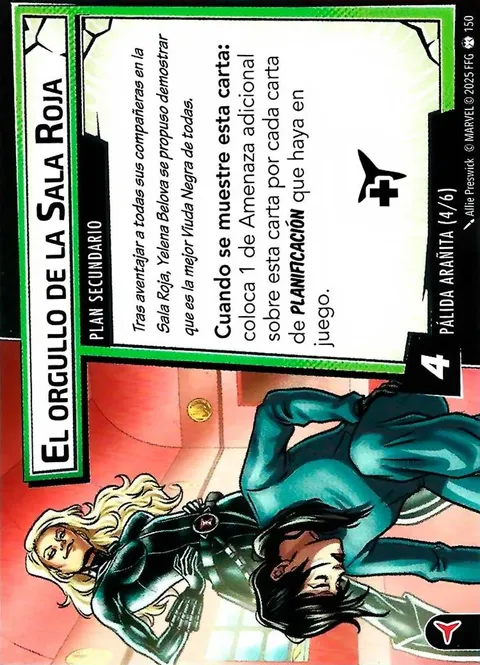 EL ORGULLO DE LA SALA ROJA
PLAN SECUNDARIO
Tras aventajar a todas sus compañeras en la
Sala Roja, Yelena Belova se propuso demostrar
que es la mejor Viuda Negra de todas.
Cuando se muestre esta carta:
coloca 1 de Amenaza adicional
sobre esta carta por cada carta
de PLANIFICACIÓN que haya en
juego.
4
PÁLIDA ARAÑITA (4/6)
Allie Preswick © MARVEL © 2025 FFG 150